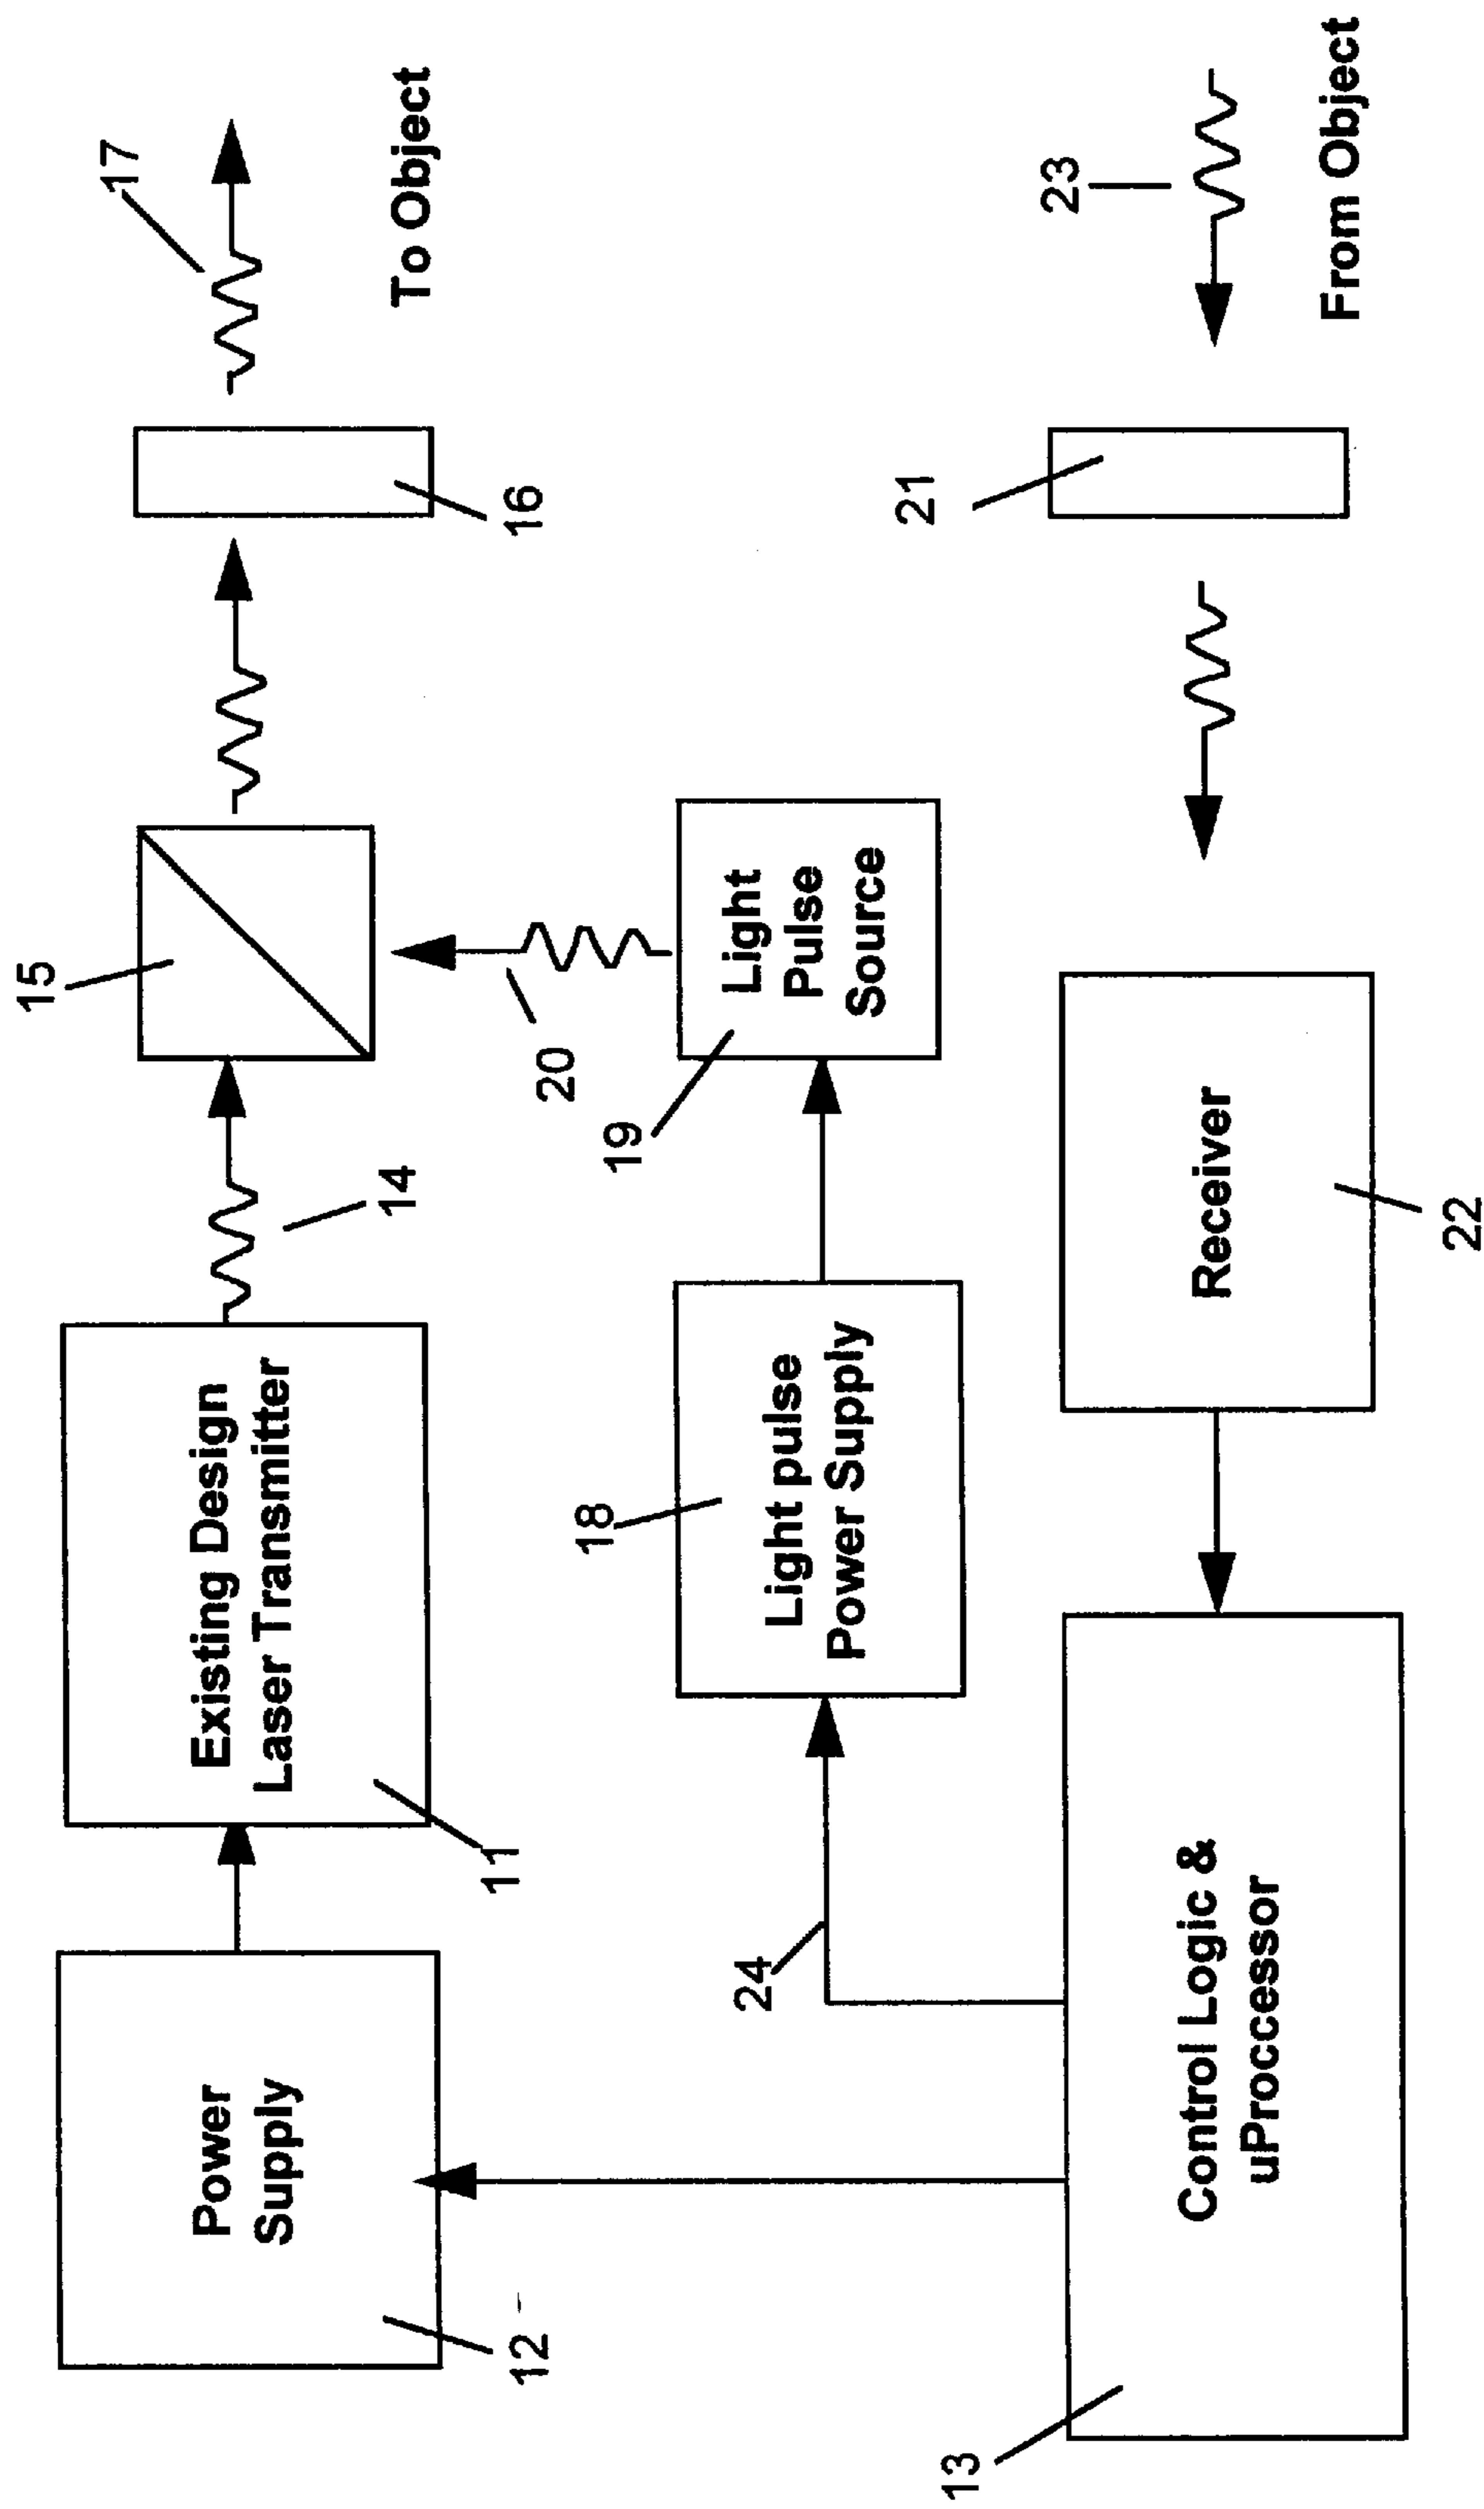 15
17
Power
Supply
Existing Design
Laser Transmitter
14
To Object
12
11
16
20
18
19
24
Light pulse
Power Supply
Light
Pulse
Source
13
21
23
Control Logic &
uProccessor
Receiver
From Object
22